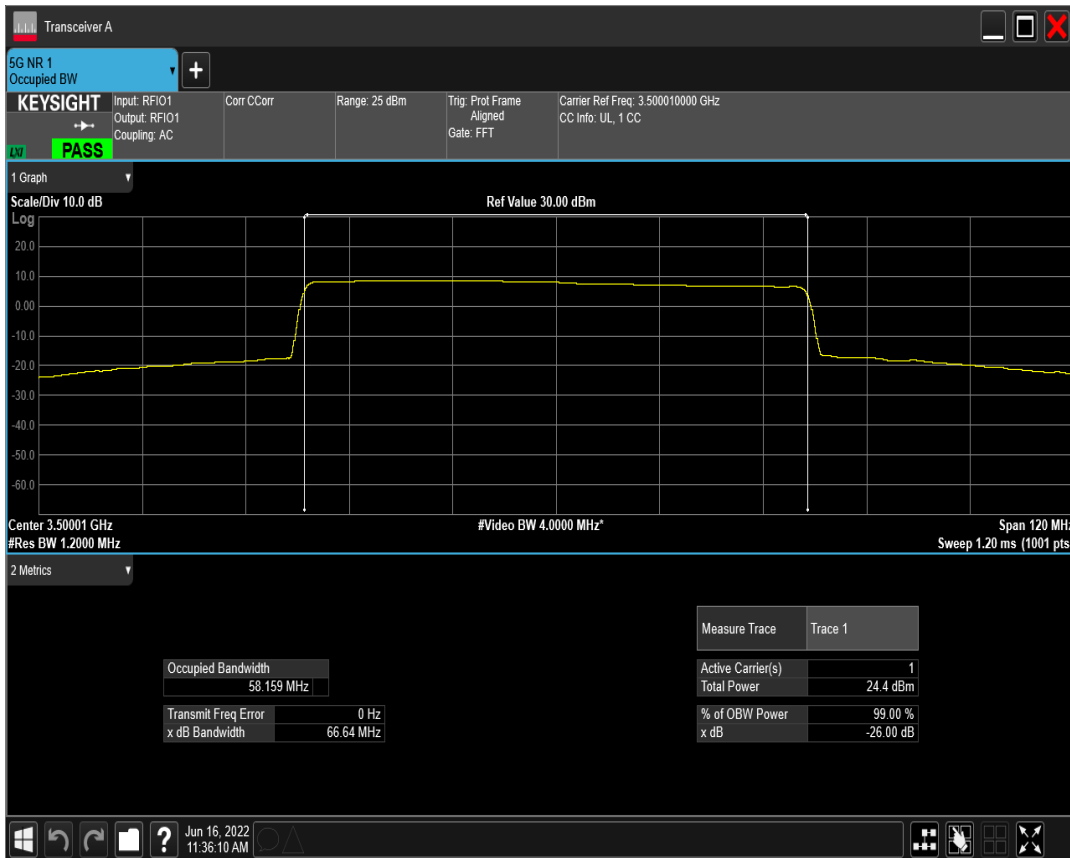 Transceiver A
5G NR 1
Occupied BW
+
KEYSIGHT
LXI
PASS
Input: RFIO1
Output: RFIO1
Coupling: AC
Corr CCorr
Range: 25 dBm
Trig: Prot Frame
Aligned
Gate: FFT
Carrier Ref Freq: 3.500010000 GHz
CC Info: UL, 1 CC
1 Graph
Scale/Div 10.0 dB
Ref Value 30.00 dBm
Log
20.0
10.0
0.00
-10.0
-20.0
-30.0
-40.0
-50.0
-60.0
Center 3.50001 GHz
#Video BW 4.0000 MHz*
Span 120 MHz
#Res BW 1.2000 MHz
Sweep 1.20 ms (1001 pts
2 Metrics
Measure Trace
Trace 1
Occupied Bandwidth
58.159 MHz
Active Carrier(s)
1
Total Power
24.4 dBm
Transmit Freq Error
0 Hz
x dB Bandwidth
66.64 MHz
% of OBW Power
99.00 %
x dB
-26.00 dB
?
Jun 16, 2022
11:36:10 AM